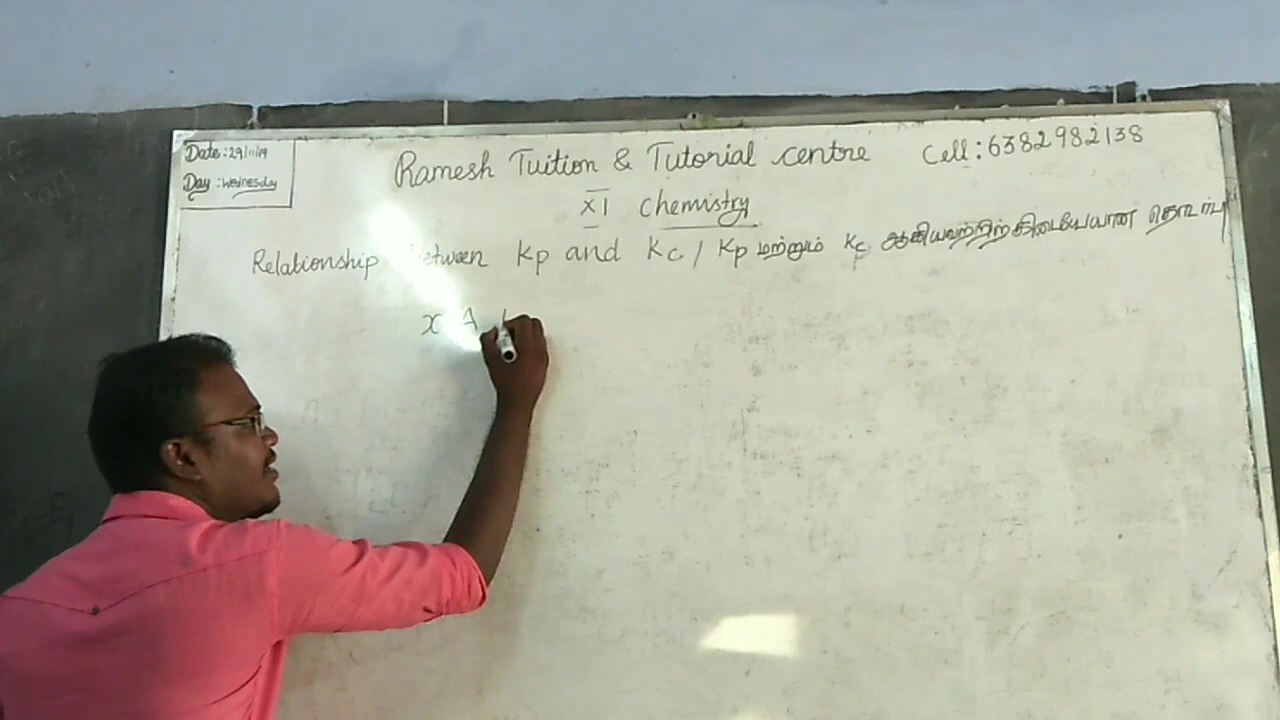 Date : 29/11/19
Day : Wednesday
Ramesh Tuition & Tutorial centre Cell : 6382982138
XI Chemistry
Relationship between Kp and Kc / Kp மற்றும் Kc ஆகியவற்றிற்கிடையேயான தொடர்பு
x A